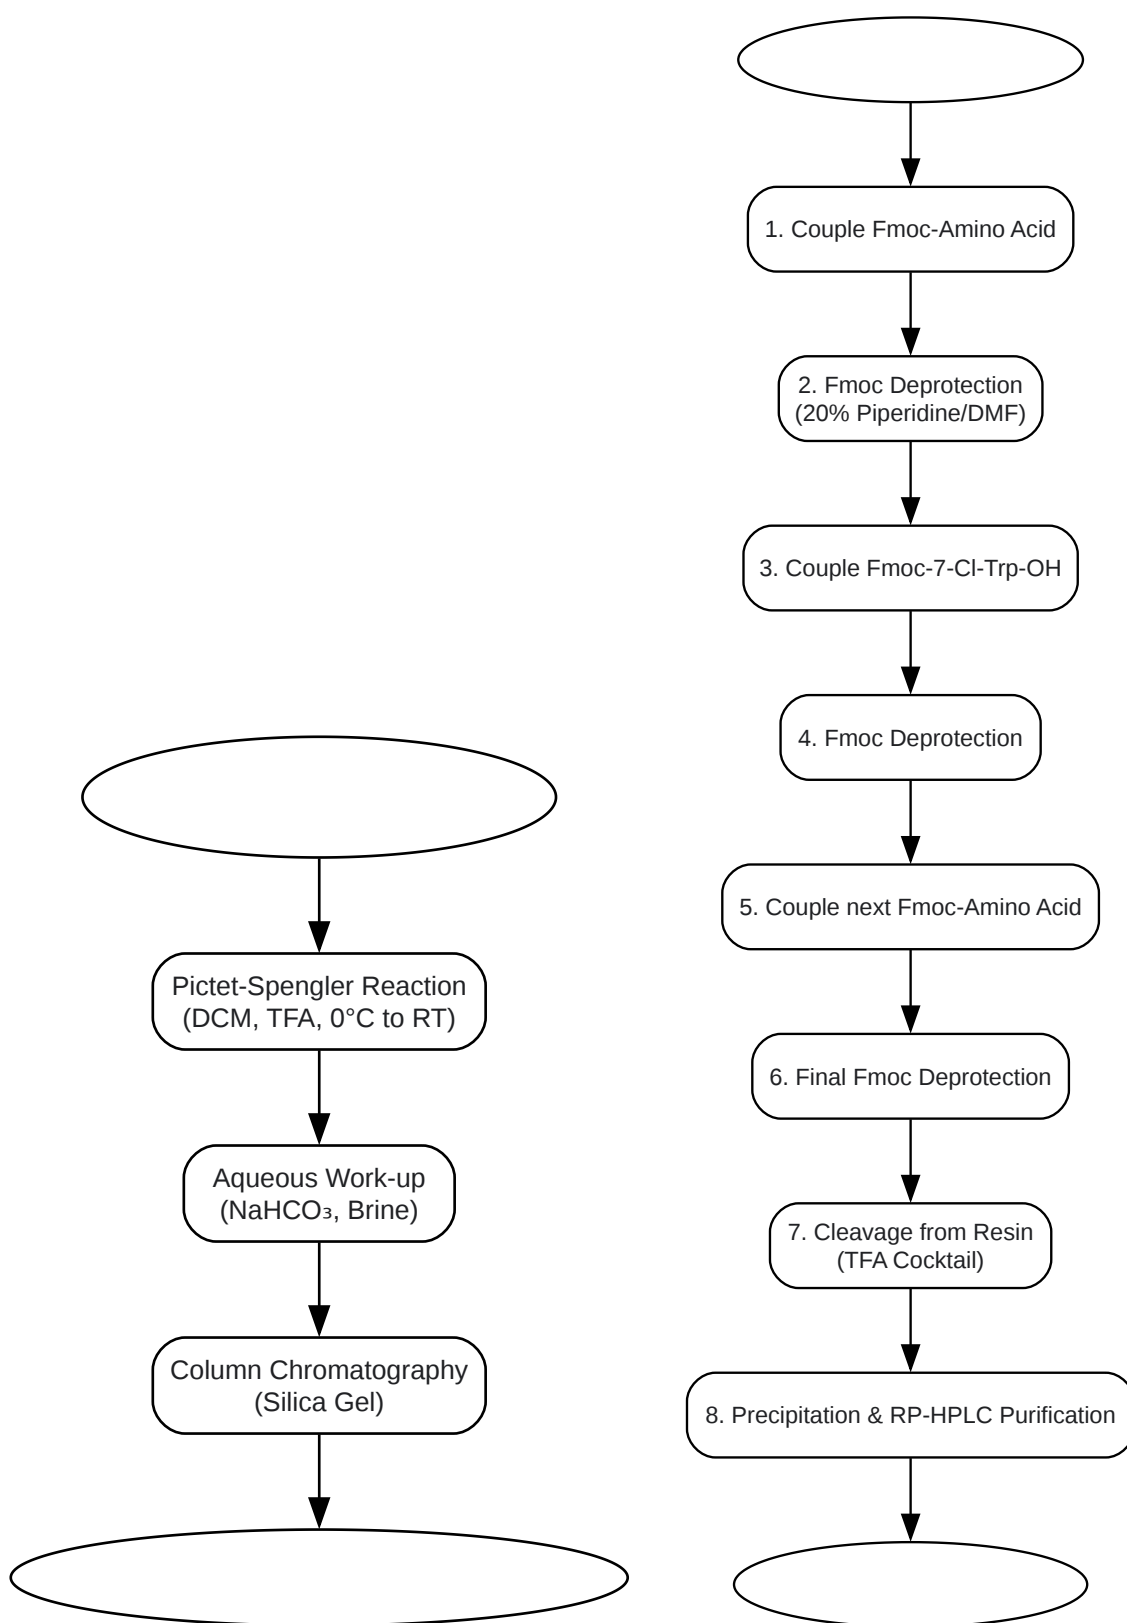 1. Couple Fmoc-Amino Acid
2. Fmoc Deprotection
(20% Piperidine/DMF)
3. Couple Fmoc-7-Cl-Trp-OH
4. Fmoc Deprotection
5. Couple next Fmoc-Amino Acid
6. Final Fmoc Deprotection
7. Cleavage from Resin
(TFA Cocktail)
8. Precipitation & RP-HPLC Purification
Pictet-Spengler Reaction
(DCM, TFA, 0°C to RT)
Aqueous Work-up
(NaHCO₃, Brine)
Column Chromatography
(Silica Gel)